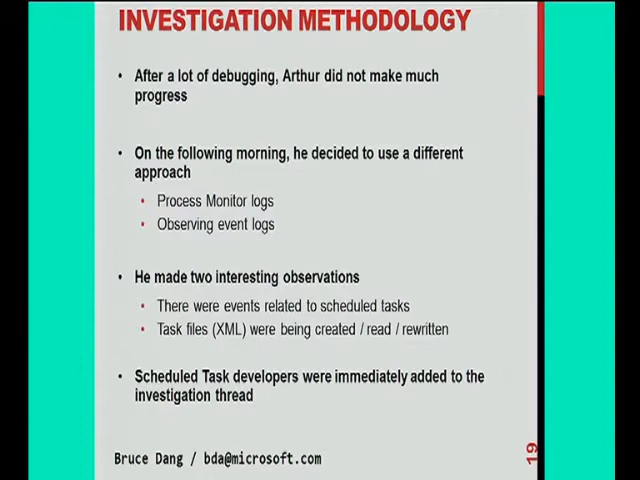 INVESTIGATION METHODOLOGY
• After a lot of debugging, Arthur did not make much
progress
• On the following morning, he decided to use a different
approach
• Process Monitor logs
• Observing event logs
• He made two interesting observations
• There were events related to scheduled tasks
• Task files (XML) were being created / read / rewritten
• Scheduled Task developers were immediately added to the
investigation thread
Bruce Dang / bda@microsoft.com
19